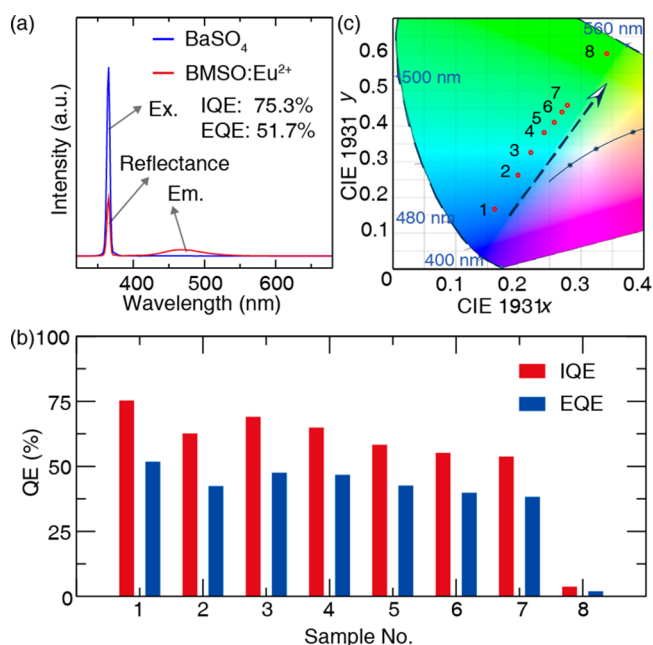 (a)
BaSO4
BMSO:Eu2+
Ex.
IQE: 75.3%
EQE: 51.7%
Reflectance
Em.
Intensity (a.u.)
400 500 600
Wavelength (nm)
(c)
560 nm
500 nm
480 nm
400 nm
8
7
6
5
4
3
2
1
0.6
0.5
0.4
0.3
0.2
0.1
0
0.1 0.2 0.3 0.4
CIE 1931 y
CIE 1931x
(b)
100
75
50
25
0
QE (%)
IQE
EQE
1 2 3 4 5 6 7 8
Sample No.